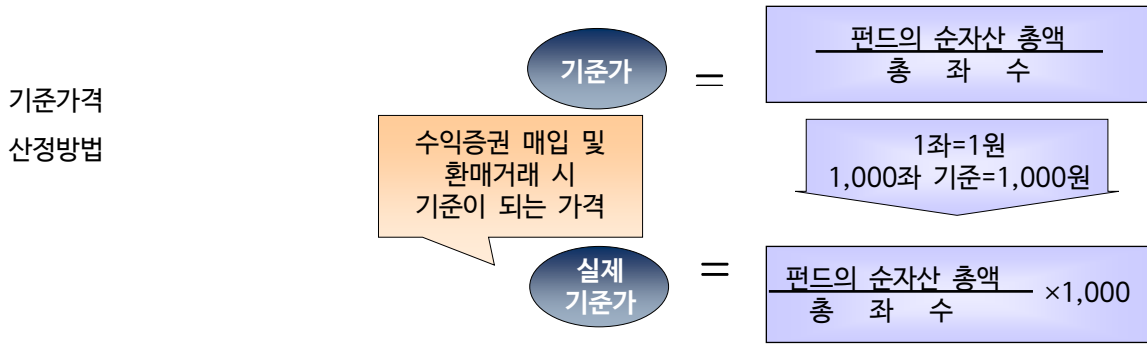 기준가격
산정방법
기준가
=
펀드의 순자산 총액
총 좌 수
수익증권 매입 및
환매거래 시
기준이 되는 가격
1좌=1원
1,000좌 기준=1,000원
실제
기준가
=
펀드의 순자산 총액
총 좌 수
×1,000